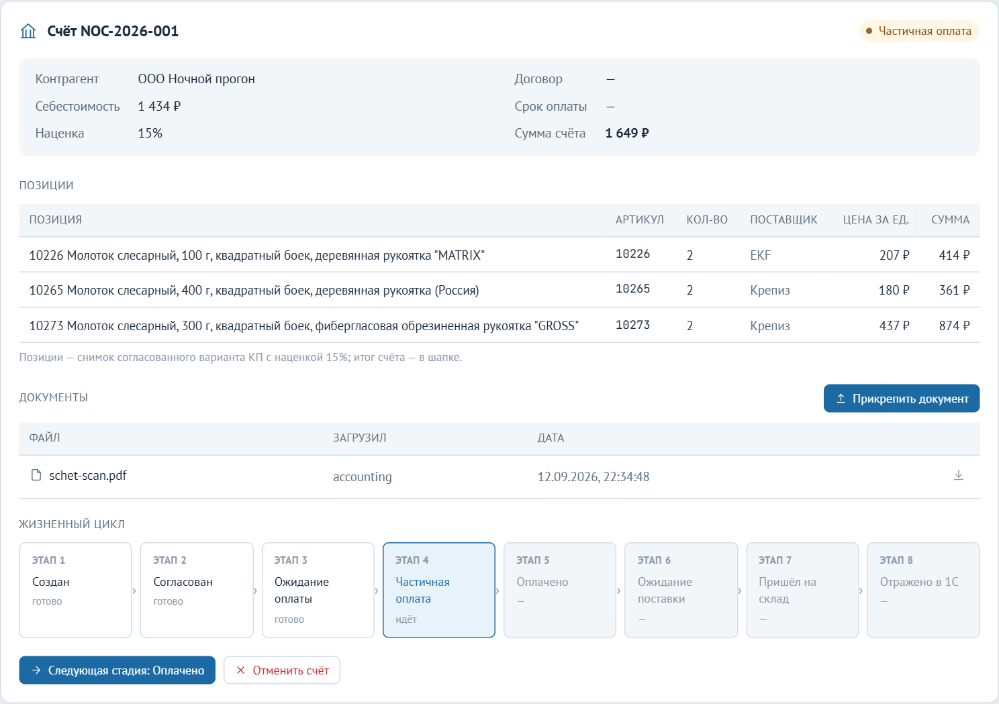 Счёт NOC-2026-001
Частичная оплата
Контрагент ООО Ночной прогон Договор —
Себестоимость 1 434 ₽ Срок оплаты —
Наценка 15% Сумма счёта 1 649 ₽
ПОЗИЦИИ
ПОЗИЦИЯ АРТИКУЛ КОЛ-ВО ПОСТАВЩИК ЦЕНА ЗА ЕД. СУММА
10226 Молоток слесарный, 100 г, квадратный боек, деревянная рукоятка "MATRIX" 10226 2 EKF 207 ₽ 414 ₽
10265 Молоток слесарный, 400 г, квадратный боек, деревянная рукоятка (Россия) 10265 2 Крепиз 180 ₽ 361 ₽
10273 Молоток слесарный, 300 г, квадратный боек, фибергласовая обрезиненная рукоятка "GROSS" 10273 2 Крепиз 437 ₽ 874 ₽
Позиции — снимок согласованного варианта КП с наценкой 15%; итог счёта — в шапке.
ДОКУМЕНТЫ
Прикрепить документ
ФАЙЛ ЗАГРУЗИЛ ДАТА
schet-scan.pdf accounting 12.09.2026, 22:34:48
ЖИЗНЕННЫЙ ЦИКЛ
ЭТАП 1
Создан
готово
ЭТАП 2
Согласован
готово
ЭТАП 3
Ожидание
оплаты
готово
ЭТАП 4
Частичная
оплата
идёт
ЭТАП 5
Оплачено
—
ЭТАП 6
Ожидание
поставки
—
ЭТАП 7
Пришёл на
склад
—
ЭТАП 8
Отражено в 1С
—
Следующая стадия: Оплачено
Отменить счёт